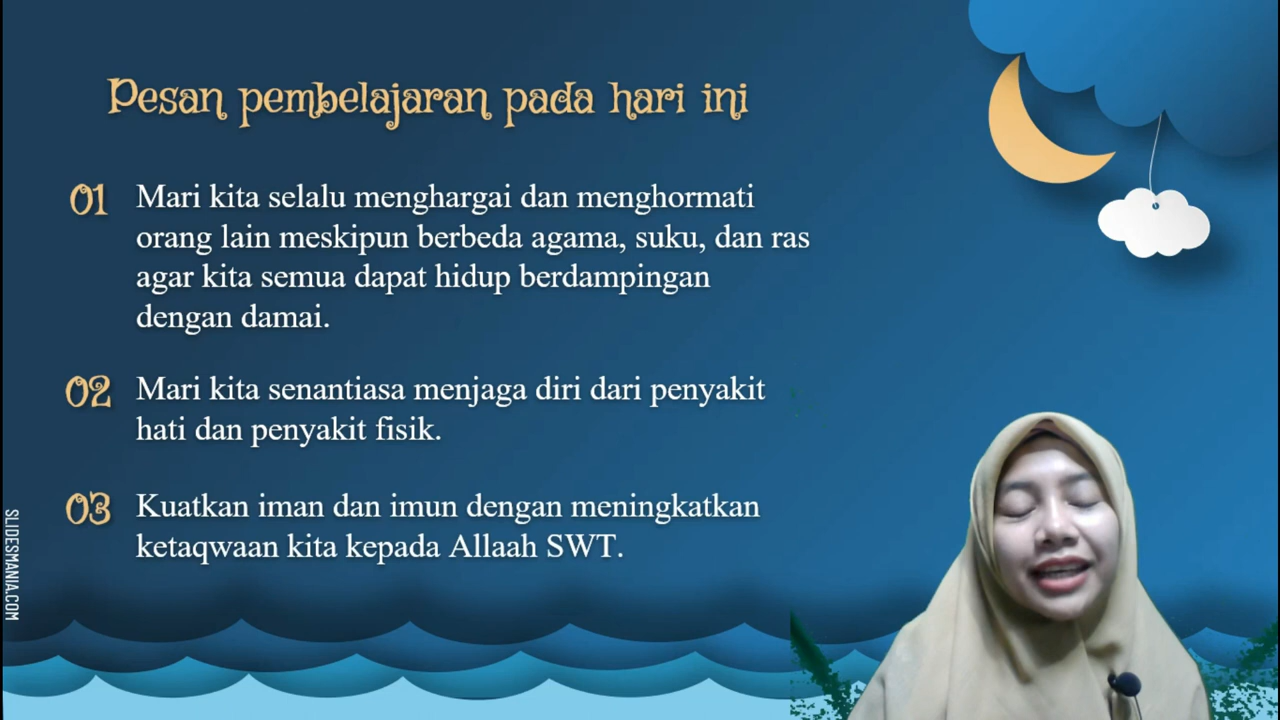 Pesan pembelajaran pada hari ini
01 Mari kita selalu menghargai dan menghormati
orang lain meskipun berbeda agama, suku, dan ras
agar kita semua dapat hidup berdampingan
dengan damai.
02 Mari kita senantiasa menjaga diri dari penyakit
hati dan penyakit fisik.
03 Kuatkan iman dan imun dengan meningkatkan
ketaqwaan kita kepada Allaah SWT.
SLIDESMANIA.COM